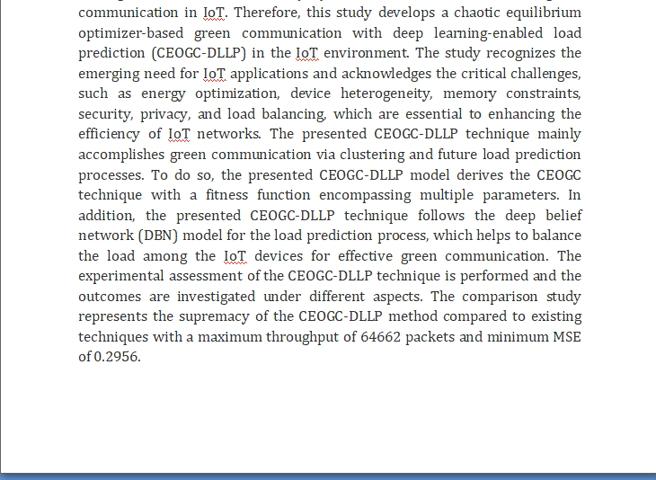 communication in IoT. Therefore, this study develops a chaotic equilibrium
optimizer-based green communication with deep learning-enabled load
prediction (CEOGC-DLLP) in the IoT environment. The study recognizes the
emerging need for IoT applications and acknowledges the critical challenges,
such as energy optimization, device heterogeneity, memory constraints,
security, privacy, and load balancing, which are essential to enhancing the
efficiency of IoT networks. The presented CEOGC-DLLP technique mainly
accomplishes green communication via clustering and future load prediction
processes. To do so, the presented CEOGC-DLLP model derives the CEOGC
technique with a fitness function encompassing multiple parameters. In
addition, the presented CEOGC-DLLP technique follows the deep belief
network (DBN) model for the load prediction process, which helps to balance
the load among the IoT devices for effective green communication. The
experimental assessment of the CEOGC-DLLP technique is performed and the
outcomes are investigated under different aspects. The comparison study
represents the supremacy of the CEOGC-DLLP method compared to existing
techniques with a maximum throughput of 64662 packets and minimum MSE
of 0.2956.